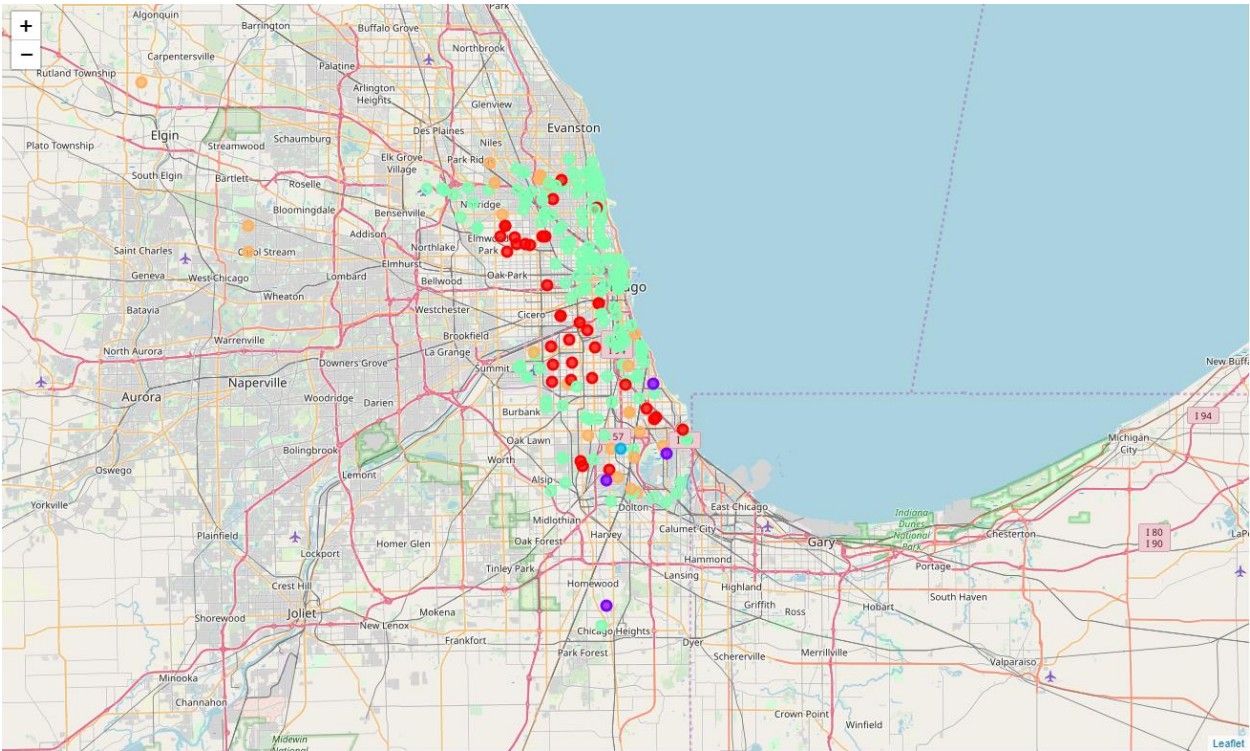 +
−
Algonquin
Barrington
Buffalo Grove
Park
Northbrook
Carpentersville
Palatine
Rutland Township
Arlington
Heights
Glenview
Elgin
Schaumburg
Des Plaines
Evanston
Niles
Plato Township
Streamwood
Elk Grove
Village
South Elgin
Bartlett
Roselle
Bloomingdale
Bensenville
Addison
Northlake
Saint Charles
Carol Stream
Elmhurst
Park
Geneva
West Chicago
Lombard
Bellwood
Oak Park
Wheaton
Batavia
Westchester
Cicero
Warrenville
Brookfield
North Aurora
Downers Grove
La Grange
Summit
New Buffa
Naperville
Aurora
Woodridge
Darien
Burbank
I 94
Oak Lawn
57
Michigan
City
Bolingbrook
Worth
Oswego
Lemont
Alsip
Yorkville
Dolton
East Chicago
Indiana
Dunes
National
Park
Midlothian
Calumet City
Plainfield
Harvey
Gary
Chesterton
I 80
I 90
LaPo
Homer Glen
Oak Forest
Lockport
Hammond
Portage
Tinley Park
Lansing
Crest Hill
Homewood
Highland
South Haven
Joliet
Griffith
Ross
Hobart
Shorewood
Mokena
New Lenox
Chicago Heights
Frankfort
Dyer
Park Forest
Schererville
Merrillville
Valparaiso
Minooka
Channahon
Crown Point
Winfield
Midewin
National
Leaflet